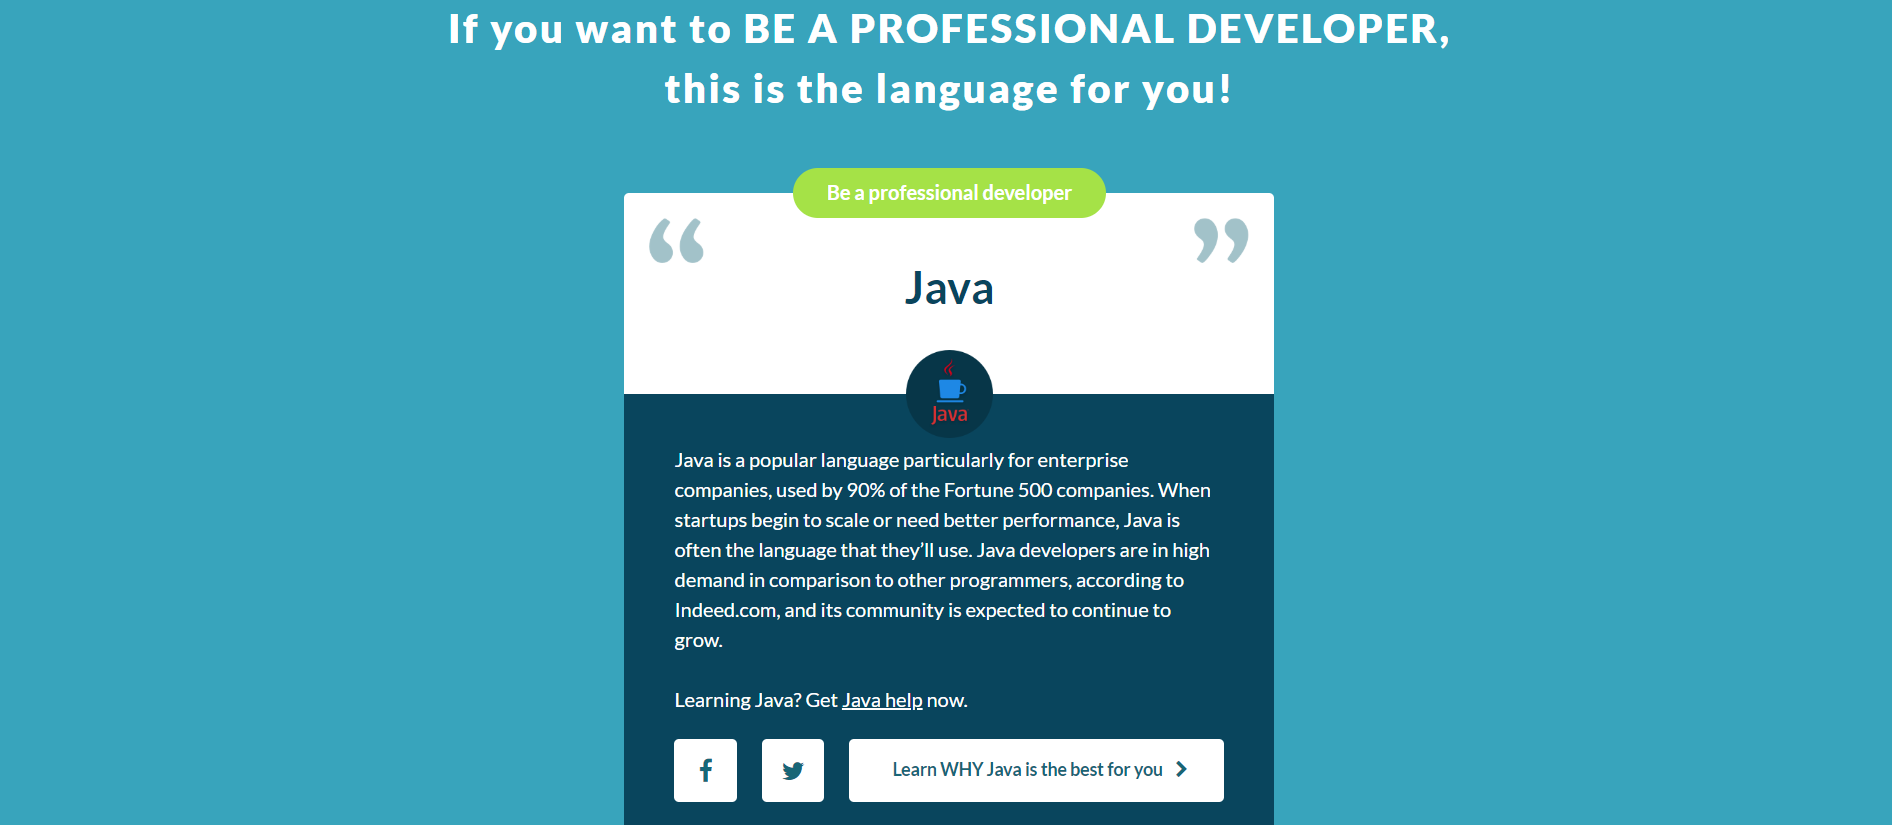 If you want to BE A PROFESSIONAL DEVELOPER,
this is the language for you!
Be a professional developer
“ ”
Java
Java
Java is a popular language particularly for enterprise
companies, used by 90% of the Fortune 500 companies. When
startups begin to scale or need better performance, Java is
often the language that they’ll use. Java developers are in high
demand in comparison to other programmers, according to
Indeed.com, and its community is expected to continue to
grow.
Learning Java? Get Java help now.
Learn WHY Java is the best for you